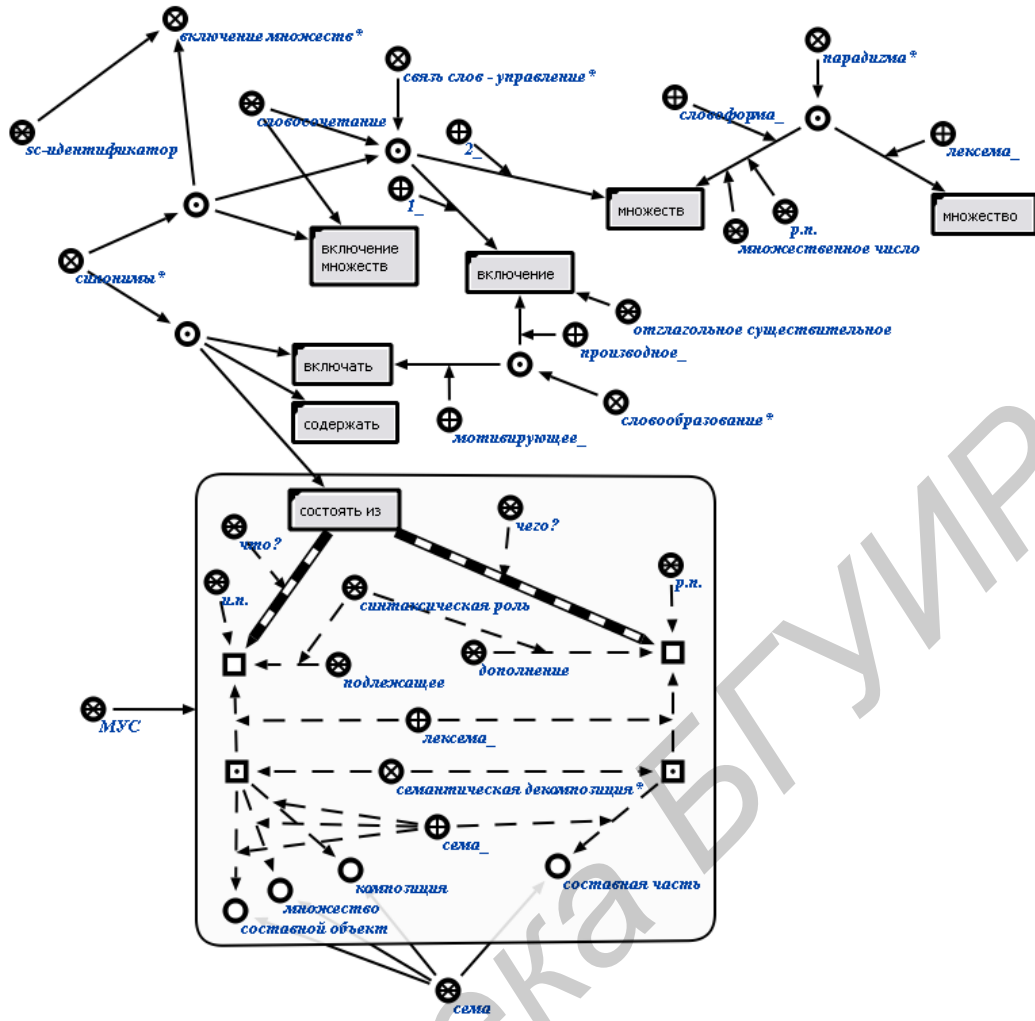 включение множеств*
парадигма*
связь слов - управление*
словосочетание
словоформа_
2_
лексема_
sc-идентификатор
1_
множеств
множество
р.п.
множественное число
включение
множеств
включение
синонимы*
отглагольное существительное
производное_
включать
содержать
словообразование*
мотивирующее_
состоять из
чего?
что?
и.п.
р.п.
синтаксическая роль
дополнение
подлежащее
МУС
лексема_
семантическая декомпозиция*
сема_
композиция
составная часть
множество
составной объект
сема
ека БГУИР